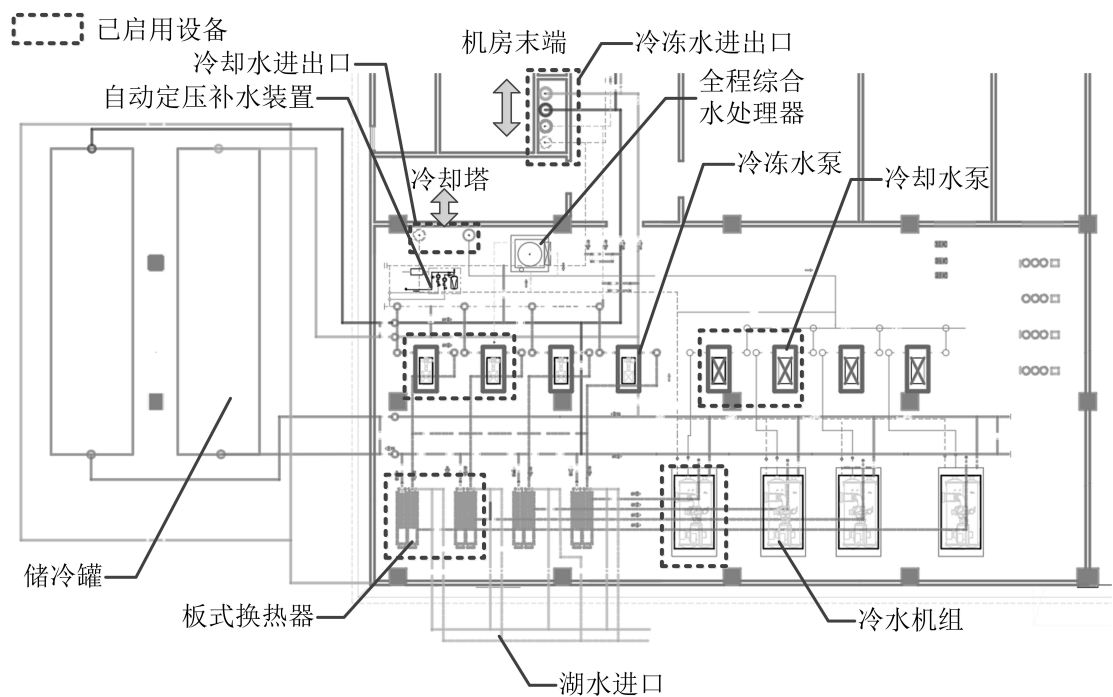 已启用设备
机房末端
冷冻水进出口
冷却水进出口
全程综合
水处理器
自动定压补水装置
冷却塔
冷冻水泵
冷却水泵
储冷罐
板式换热器
冷水机组
湖水进口